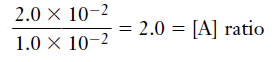 2.0 × 10⁻²
1.0 × 10⁻² = 2.0 = [A] ratio